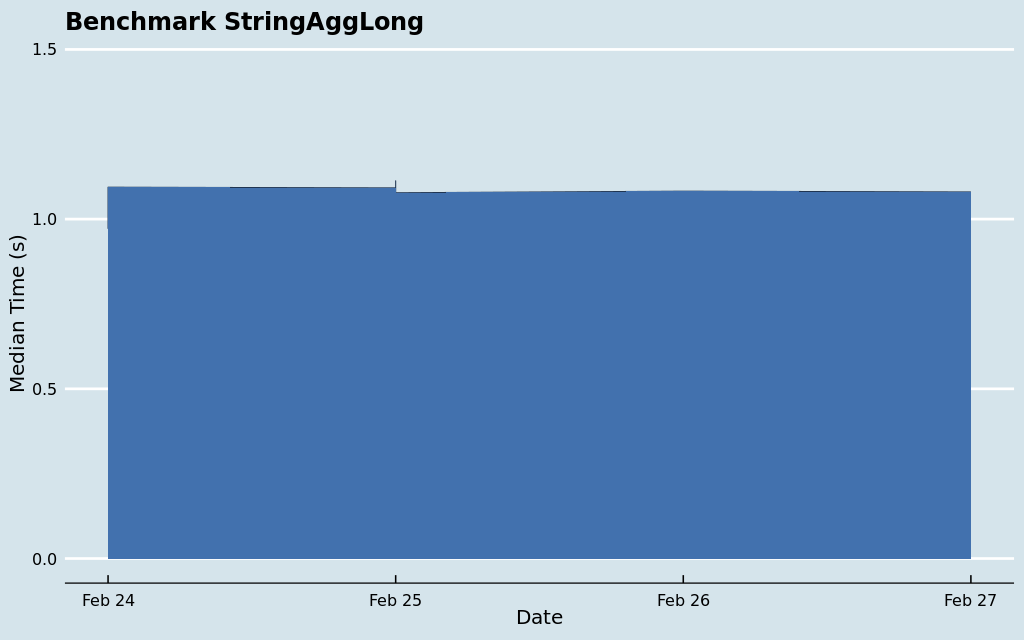 Benchmark StringAggLong
1.5
1.0
0.5
0.0
Median Time (s)
Feb 24
Feb 25
Feb 26
Feb 27
Date